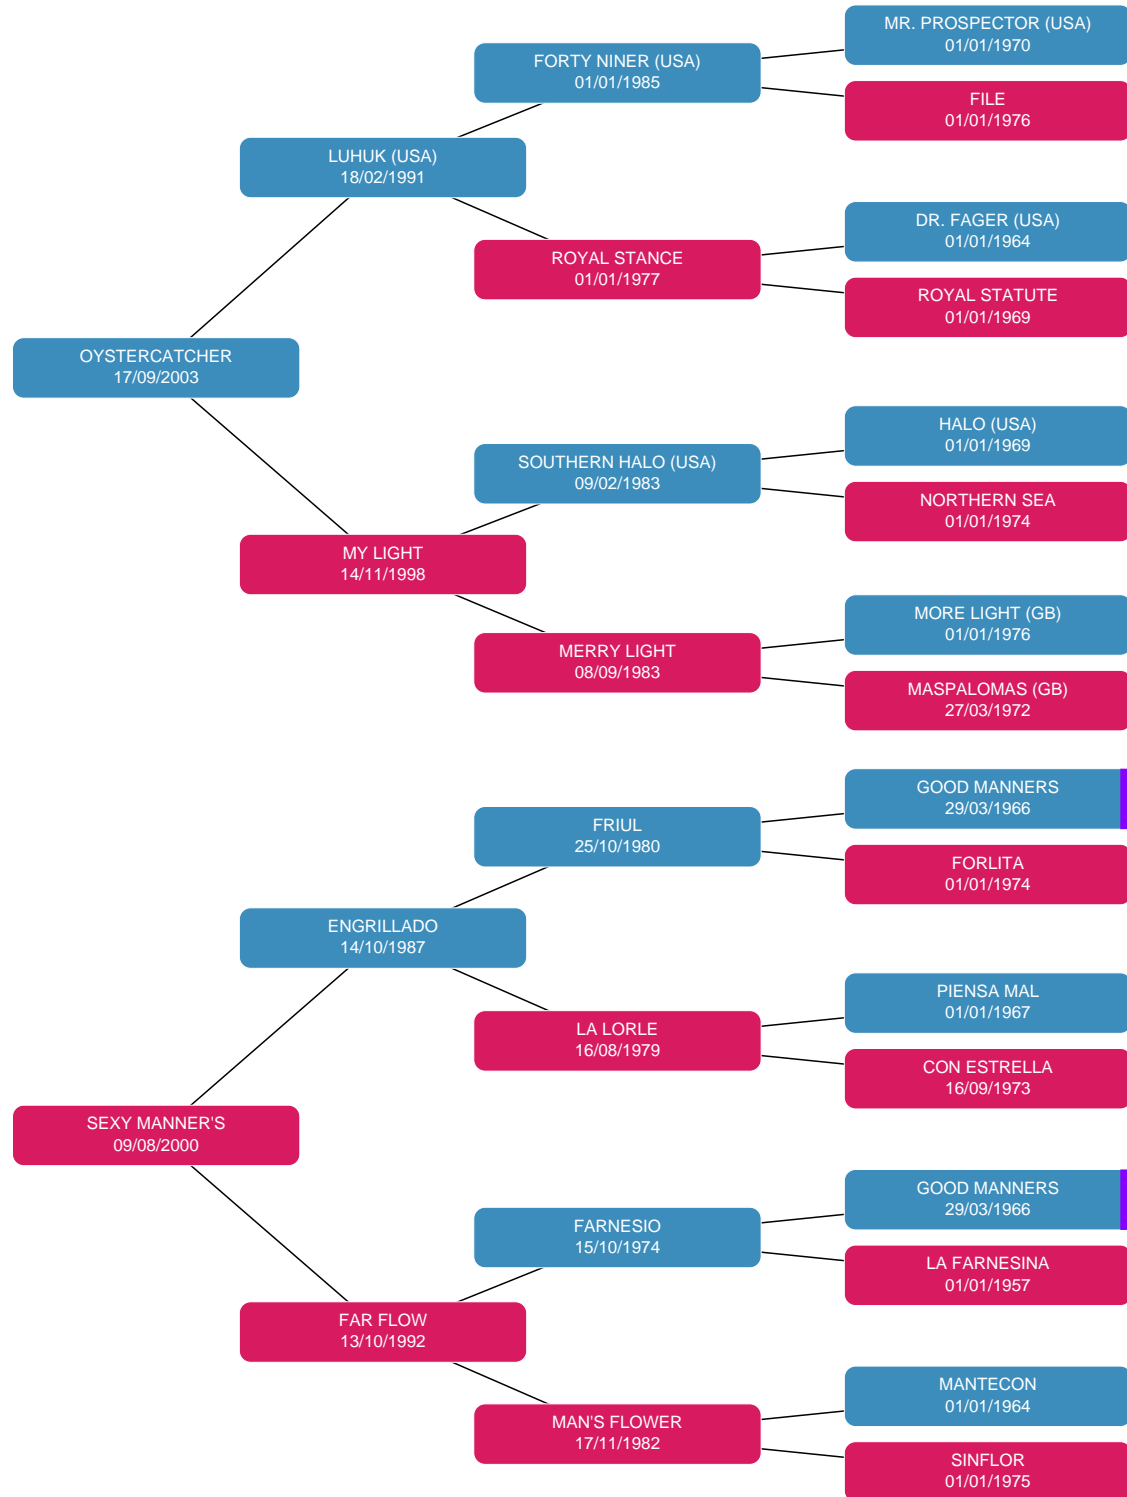 MR. PROSPECTOR (USA)
01/01/1970
FORTY NINER (USA)
01/01/1985
FILE
01/01/1976
LUHUK (USA)
18/02/1991
DR. FAGER (USA)
01/01/1964
ROYAL STANCE
01/01/1977
ROYAL STATUTE
01/01/1969
OYSTERCATCHER
17/09/2003
HALO (USA)
01/01/1969
SOUTHERN HALO (USA)
09/02/1983
NORTHERN SEA
01/01/1974
MY LIGHT
14/11/1998
MORE LIGHT (GB)
01/01/1976
MERRY LIGHT
08/09/1983
MASPALOMAS (GB)
27/03/1972
GOOD MANNERS
29/03/1966
FRIUL
25/10/1980
FORLITA
01/01/1974
ENGRILLADO
14/10/1987
PIENSA MAL
01/01/1967
LA LORLE
16/08/1979
CON ESTRELLA
16/09/1973
SEXY MANNER'S
09/08/2000
GOOD MANNERS
29/03/1966
FARNESIO
15/10/1974
LA FARNESINA
01/01/1957
FAR FLOW
13/10/1992
MANTECON
01/01/1964
MAN'S FLOWER
17/11/1982
SINFLOR
01/01/1975